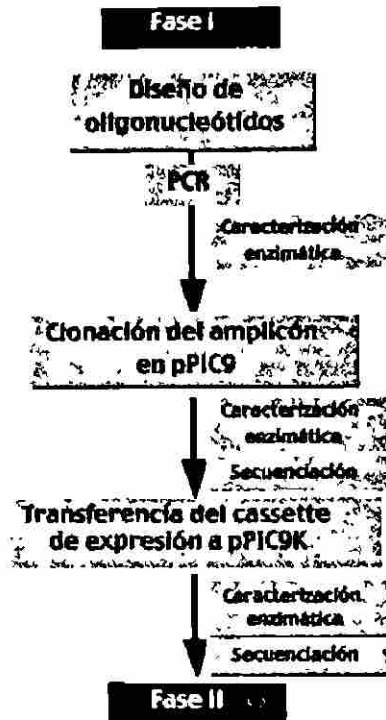 Fase I
Diseño de
oligonucleótidos
PCR
Caracterización
enzimática
Clonación del amplicón
en pPIC9
Caracterización
enzimática
Secuenciación
Transferencia del cassette
de expresión a pPIC9K
Caracterización
enzimática
Secuenciación
Fase II